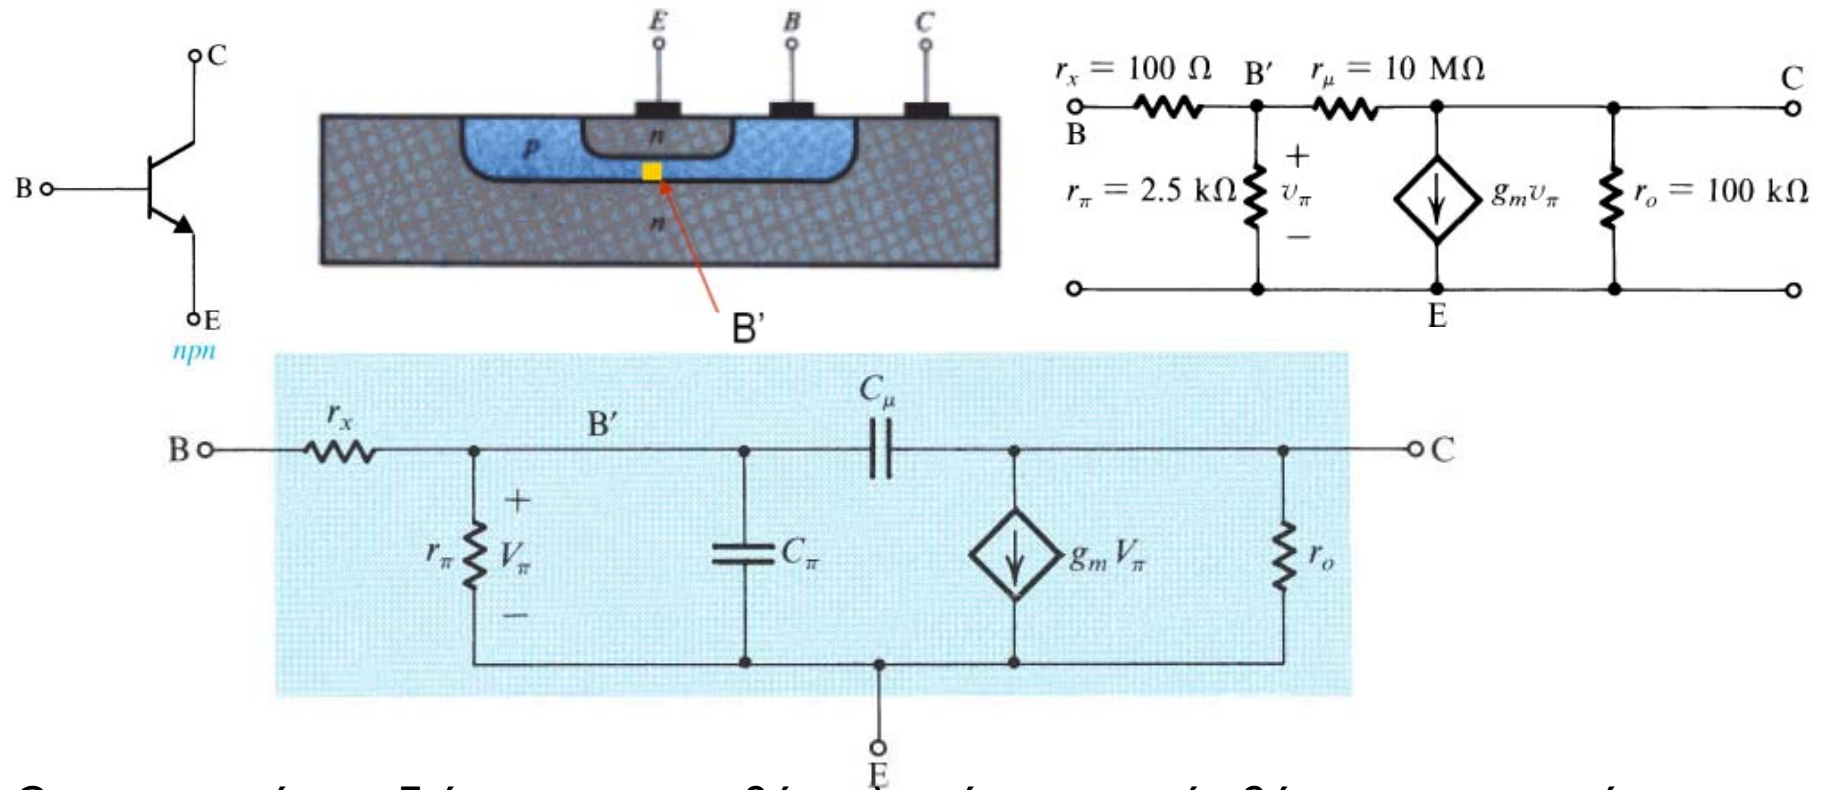 C
B
E
npn
E B C
p
n
n
B'
r_x = 100 Ω B′ r_μ = 10 MΩ C
B
r_π = 2.5 kΩ
+
v_π
−
g_m v_π
r_o = 100 kΩ
E
C_μ
r_x
B′
B
C
+
r_π
V_π
−
C_π
g_m V_π
r_o
E